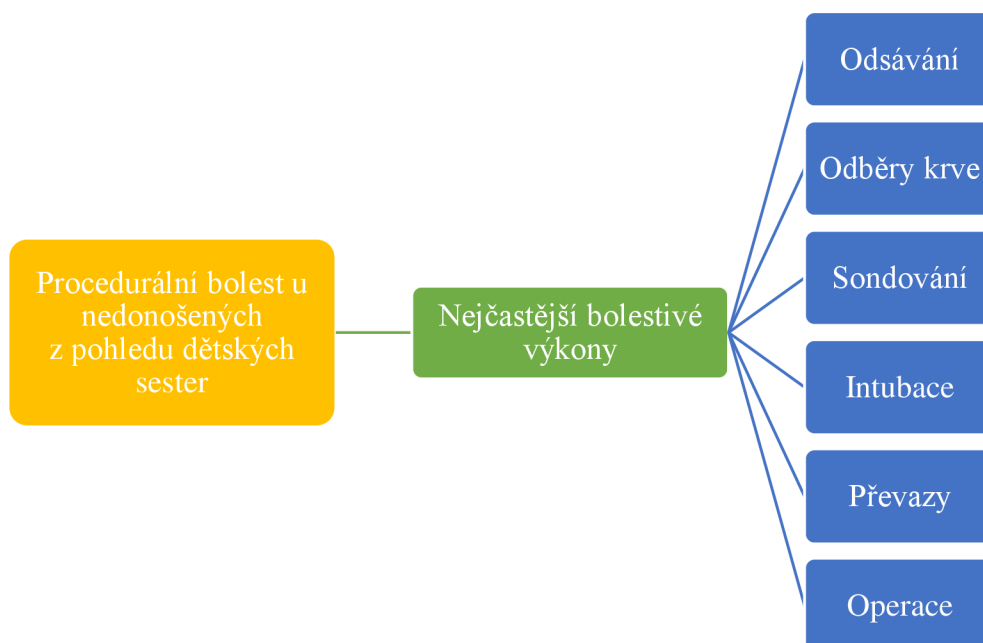 Procedurální bolest u
nedonošených
z pohledu dětských
sester
Nejčastější bolestivé
výkony
Odsávání
Odběry krve
Sondování
Intubace
Převazy
Operace